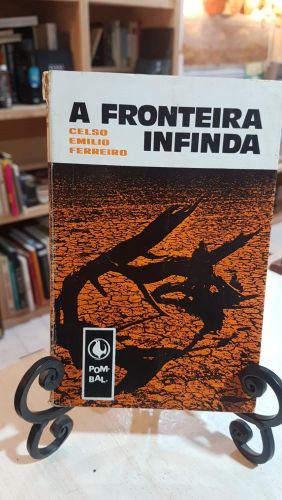 A FRONTEIRA
INFINDA
CELSO
EMILIO
FERREIRO
POM-
BAL.